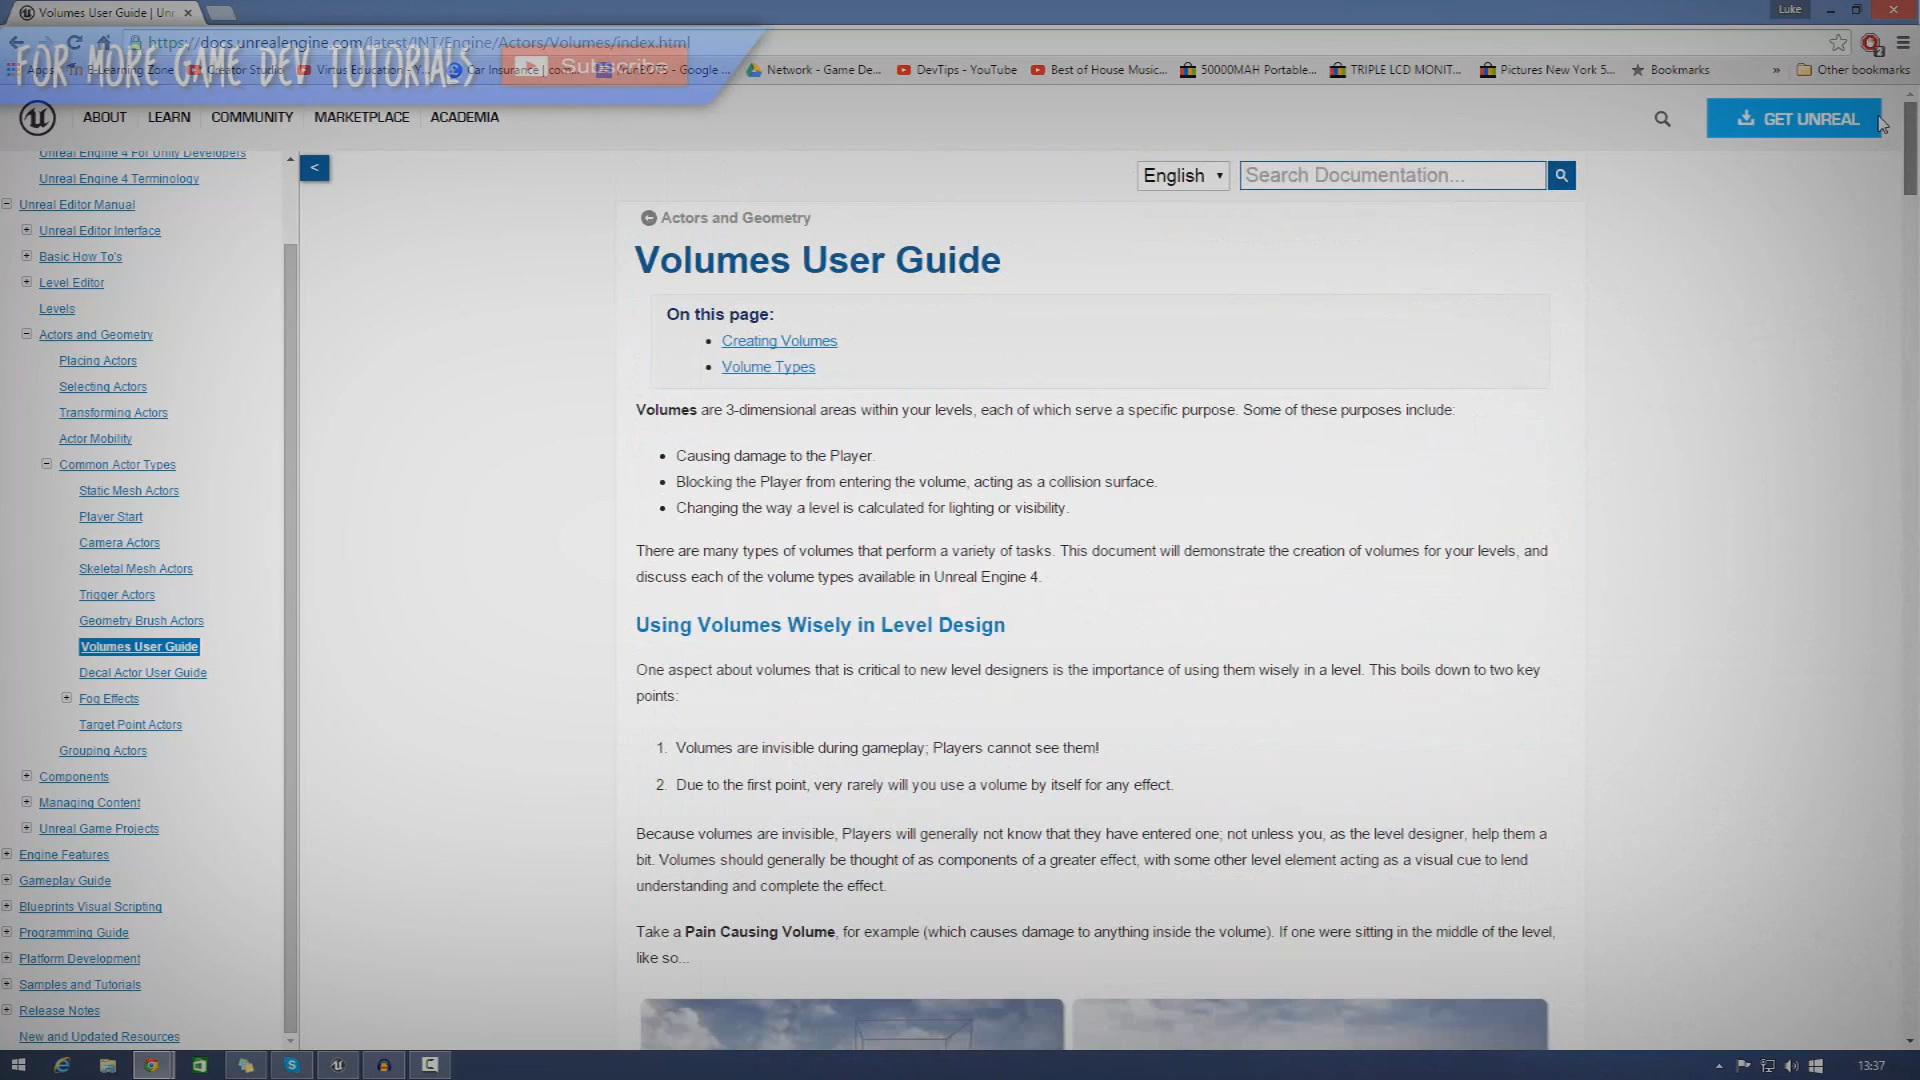 Volumes User Guide | Unr
Luke
https://docs.unrealengine.com/latest/INT/Engine/Actors/Volumes/index.html
FOR MORE GAME DEV TUTORIALS
Subscribe
Apps
E-Learning Zone
Creator Studio
Virtus Education - Y...
Car Insurance | com...
Google ...
Network - Game De...
DevTips - YouTube
Best of House Music...
50000MAH Portable...
TRIPLE LCD MONIT...
Pictures New York 5...
Bookmarks
»
Other bookmarks
ABOUT
LEARN
COMMUNITY
MARKETPLACE
ACADEMIA
GET UNREAL
Unreal Engine 4 For Unity Developers
Unreal Engine 4 Terminology
Unreal Editor Manual
Unreal Editor Interface
Basic How To's
Level Editor
Levels
Actors and Geometry
Placing Actors
Selecting Actors
Transforming Actors
Actor Mobility
Common Actor Types
Static Mesh Actors
Player Start
Camera Actors
Skeletal Mesh Actors
Trigger Actors
Geometry Brush Actors
Volumes User Guide
Decal Actor User Guide
Fog Effects
Target Point Actors
Grouping Actors
Components
Managing Content
Unreal Game Projects
Engine Features
Gameplay Guide
Blueprints Visual Scripting
Programming Guide
Platform Development
Samples and Tutorials
Release Notes
New and Updated Resources
<
English
Search Documentation...
Actors and Geometry
Volumes User Guide
On this page:
Creating Volumes
Volume Types
Volumes are 3-dimensional areas within your levels, each of which serve a specific purpose. Some of these purposes include:
Causing damage to the Player.
Blocking the Player from entering the volume, acting as a collision surface.
Changing the way a level is calculated for lighting or visibility.
There are many types of volumes that perform a variety of tasks. This document will demonstrate the creation of volumes for your levels, and
discuss each of the volume types available in Unreal Engine 4.
Using Volumes Wisely in Level Design
One aspect about volumes that is critical to new level designers is the importance of using them wisely in a level. This boils down to two key
points:
1. Volumes are invisible during gameplay; Players cannot see them!
2. Due to the first point, very rarely will you use a volume by itself for any effect.
Because volumes are invisible, Players will generally not know that they have entered one; not unless you, as the level designer, help them a
bit. Volumes should generally be thought of as components of a greater effect, with some other level element acting as a visual cue to lend
understanding and complete the effect.
Take a Pain Causing Volume, for example (which causes damage to anything inside the volume). If one were sitting in the middle of the level,
like so...
13:37